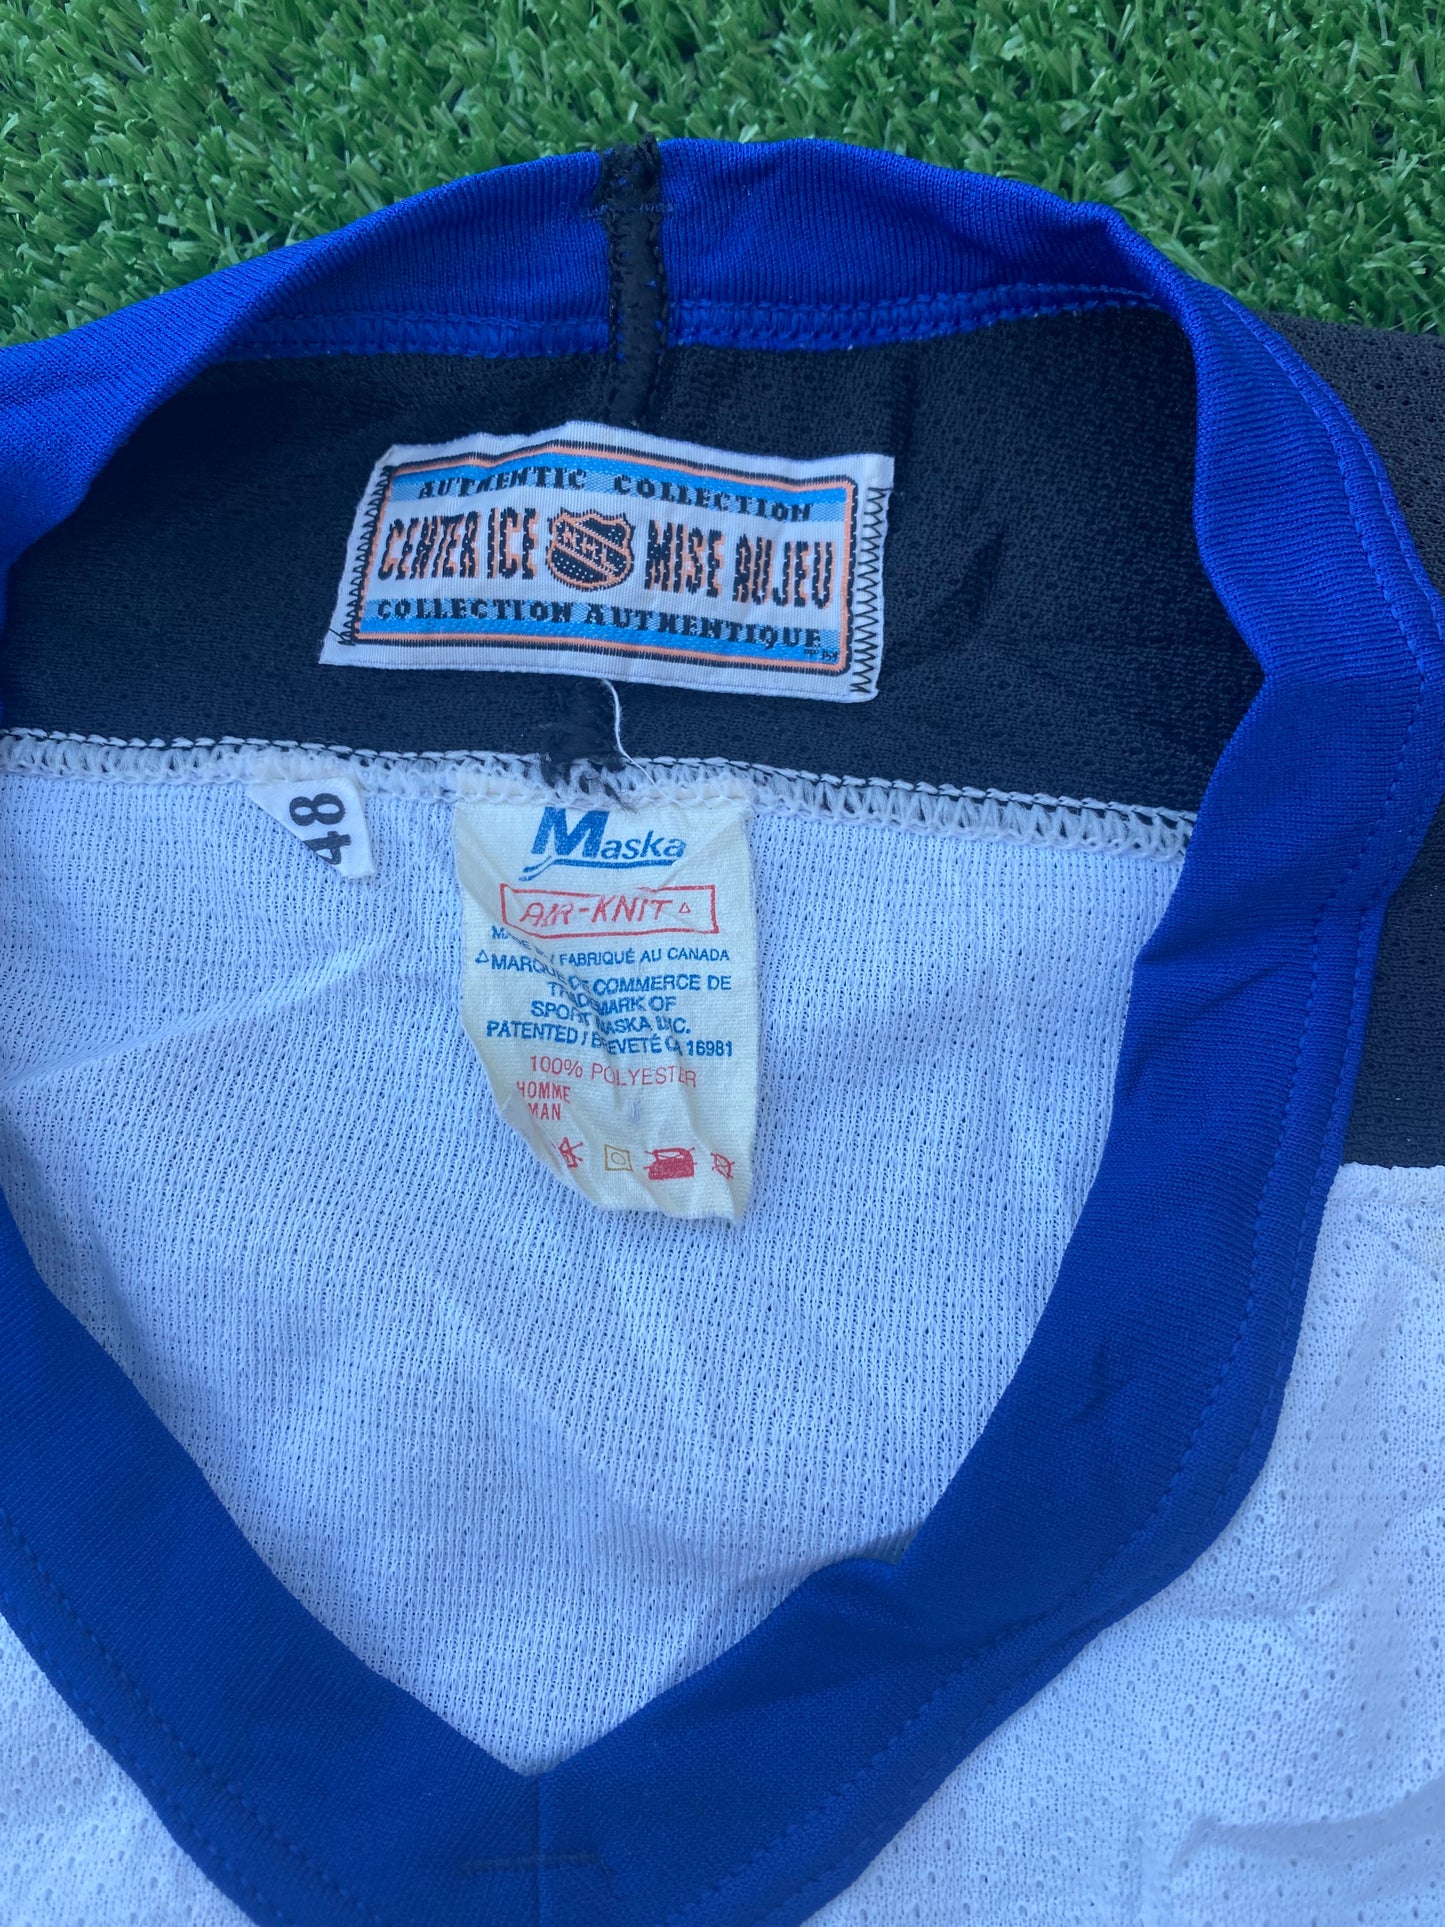 AUTHENTIC COLLECTION
CENTER ICE NHL MISE AU JEU
COLLECTION AUTHENTIQUE
48
Maska
AIR-KNIT △
FABRIQUÉ AU CANADA
△ MARQUE DE COMMERCE DE
TRADEMARK OF
SPORT MASKA INC.
PATENTED / BREVETÉ CA 16981
100% POLYESTER
HOMME
MAN